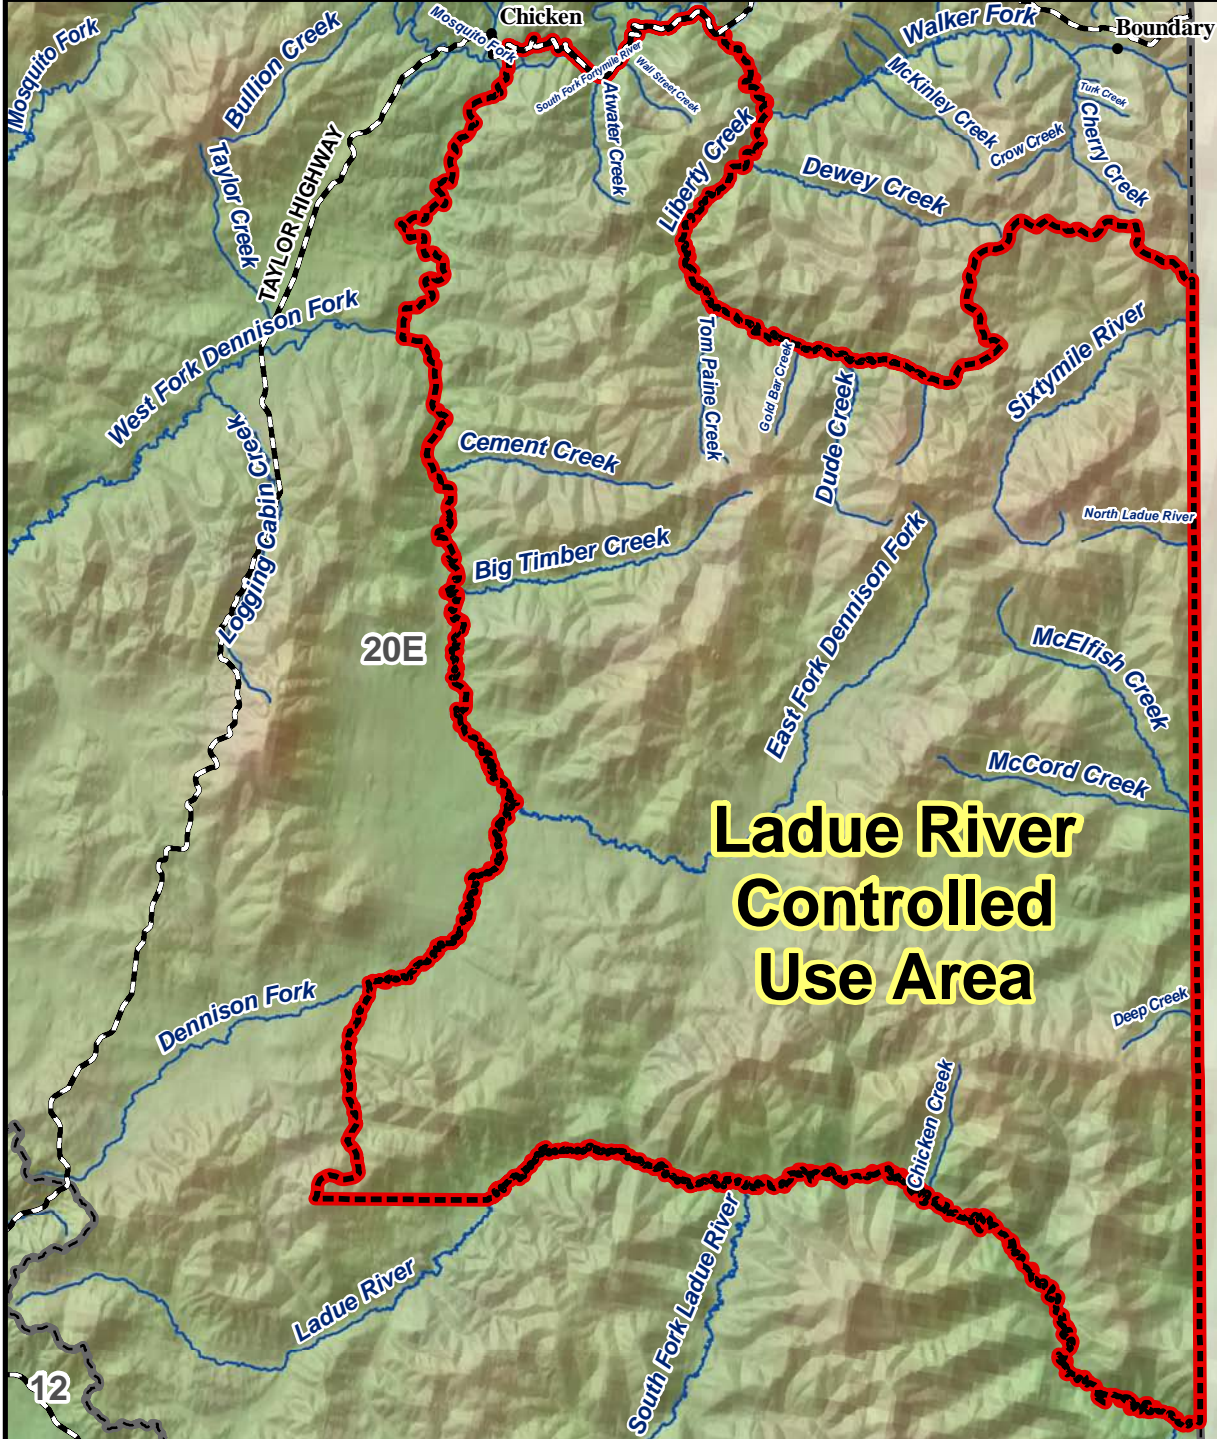 Chicken
Boundary
Mosquito Fork
Mosquito Fork
Bullion Creek
Taylor Creek
TAYLOR HIGHWAY
South Fork Fortymile River
Wall Street Creek
Atwater Creek
Liberty Creek
Walker Fork
McKinley Creek
Turk Creek
Crow Creek
Cherry Creek
Dewey Creek
West Fork Dennison Fork
Logging Cabin Creek
Tom Paine Creek
Gold Bar Creek
Dude Creek
Sixtymile River
Cement Creek
Big Timber Creek
North Ladue River
East Fork Dennison Fork
McElfish Creek
McCord Creek
20E
Ladue River
Controlled
Use Area
Dennison Fork
Deep Creek
Chicken Creek
Ladue River
South Fork Ladue River
12